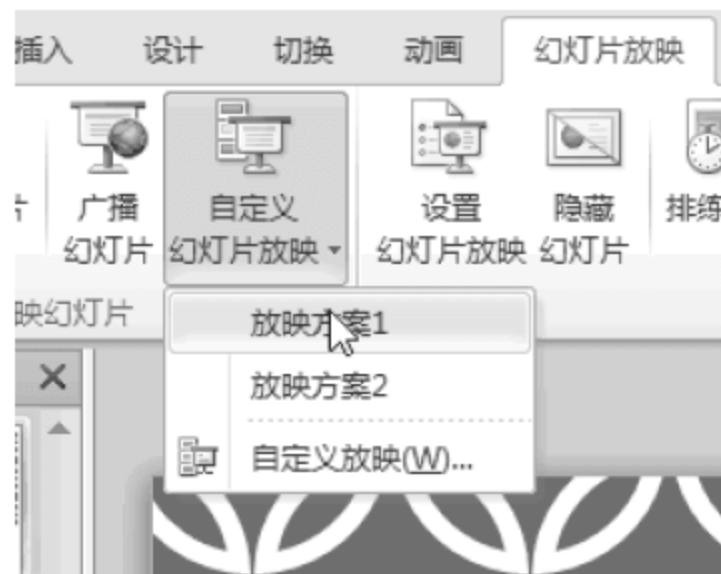 插入 设计 切换 动画 幻灯片放映
广播 自定义 设置 隐藏 排练
幻灯片 幻灯片放映 幻灯片放映 幻灯片
映幻灯片
放映方案1
放映方案2
自定义放映(W)...